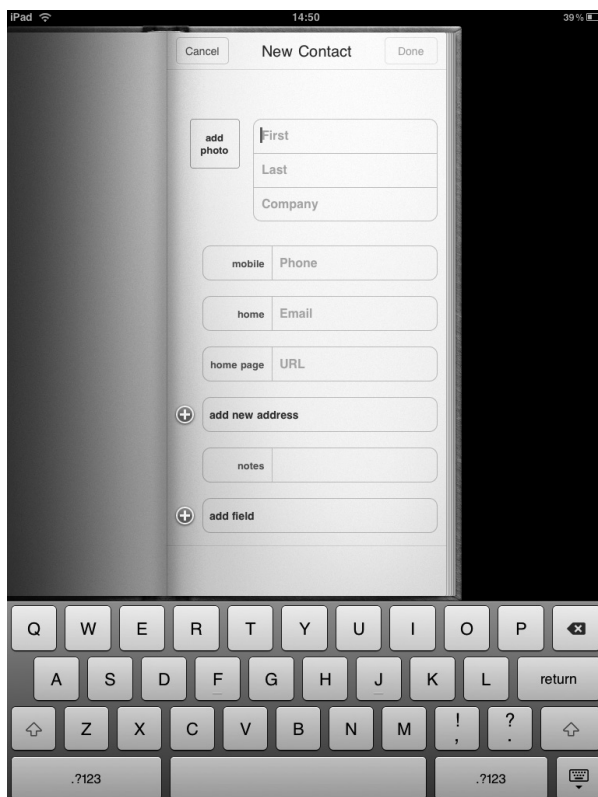 iPad 14:50 39%
Cancel New Contact Done
add
photo
First
Last
Company
mobile Phone
home Email
home page URL
add new address
notes
add field
Q W E R T Y U I O P
A S D F G H J K L return
Z X C V B N M ! , ? .
.?123 .?123